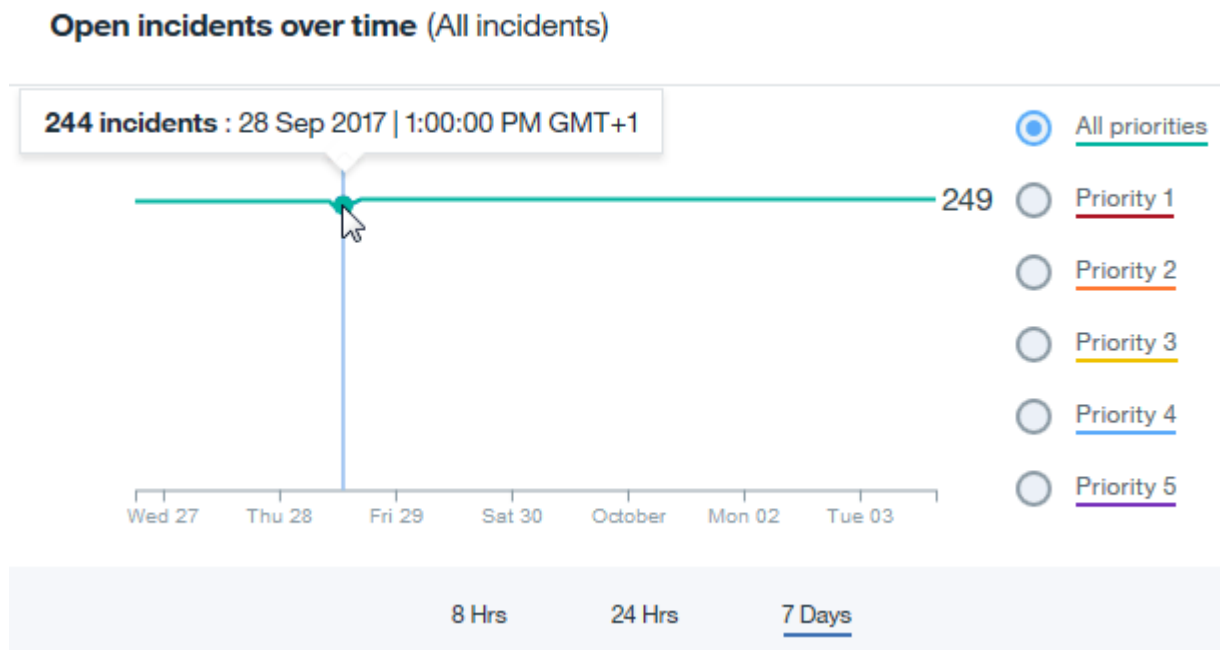 Open incidents over time (All incidents)
244 incidents : 28 Sep 2017 | 1:00:00 PM GMT+1
249
All priorities
Priority 1
Priority 2
Priority 3
Priority 4
Priority 5
Wed 27 Thu 28 Fri 29 Sat 30 October Mon 02 Tue 03
8 Hrs 24 Hrs 7 Days